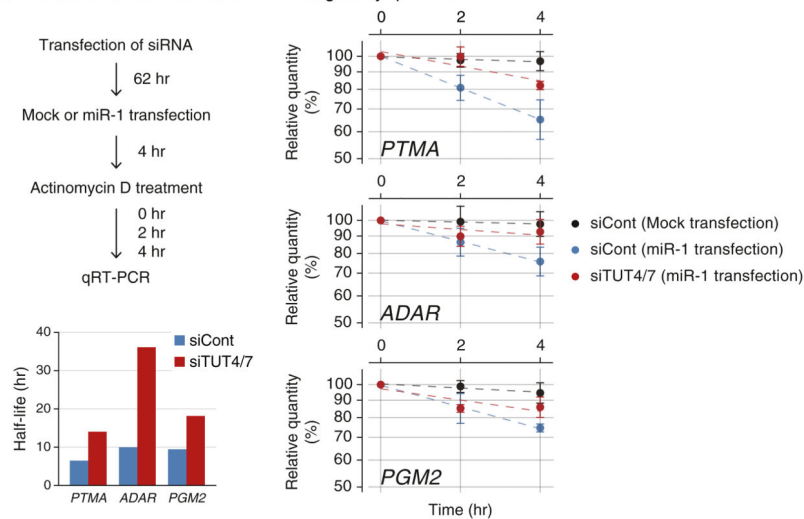 Transfection of siRNA
62 hr
Mock or miR-1 transfection
4 hr
Actinomycin D treatment
0 hr
2 hr
4 hr
qRT-PCR
Half-life (hr)
40
30
20
10
0
siCont
siTUT4/7
PTMA ADAR PGM2
0 2 4
Relative quantity
(%)
100
90
80
70
60
50
PTMA
0 2 4
Relative quantity
(%)
100
90
80
70
60
50
ADAR
0 2 4
Relative quantity
(%)
100
90
80
70
60
50
PGM2
Time (hr)
siCont (Mock transfection)
siCont (miR-1 transfection)
siTUT4/7 (miR-1 transfection)